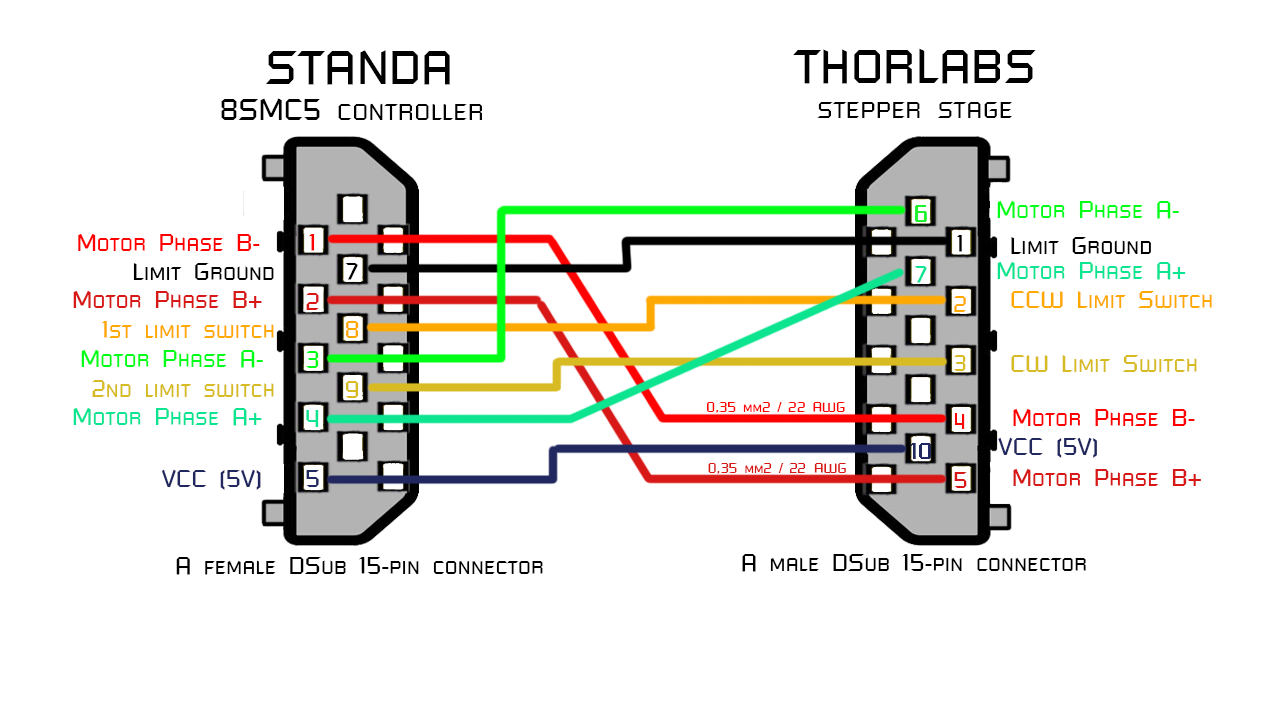 STANDA
8SMC5 CONTROLLER
THORLABS
STEPPER STAGE
MOTOR PHASE B-
1
LIMIT GROUND
7
MOTOR PHASE B+
2
1ST LIMIT SWITCH
8
MOTOR PHASE A-
3
2ND LIMIT SWITCH
9
MOTOR PHASE A+
4
VCC (5V)
5
6
MOTOR PHASE A-
1
LIMIT GROUND
7
MOTOR PHASE A+
2
CCW LIMIT SWITCH
3
CW LIMIT SWITCH
0,35 MM2 / 22 AWG
4
MOTOR PHASE B-
10
VCC (5V)
0,35 MM2 / 22 AWG
5
MOTOR PHASE B+
A FEMALE DSUB 15-PIN CONNECTOR
A MALE DSUB 15-PIN CONNECTOR